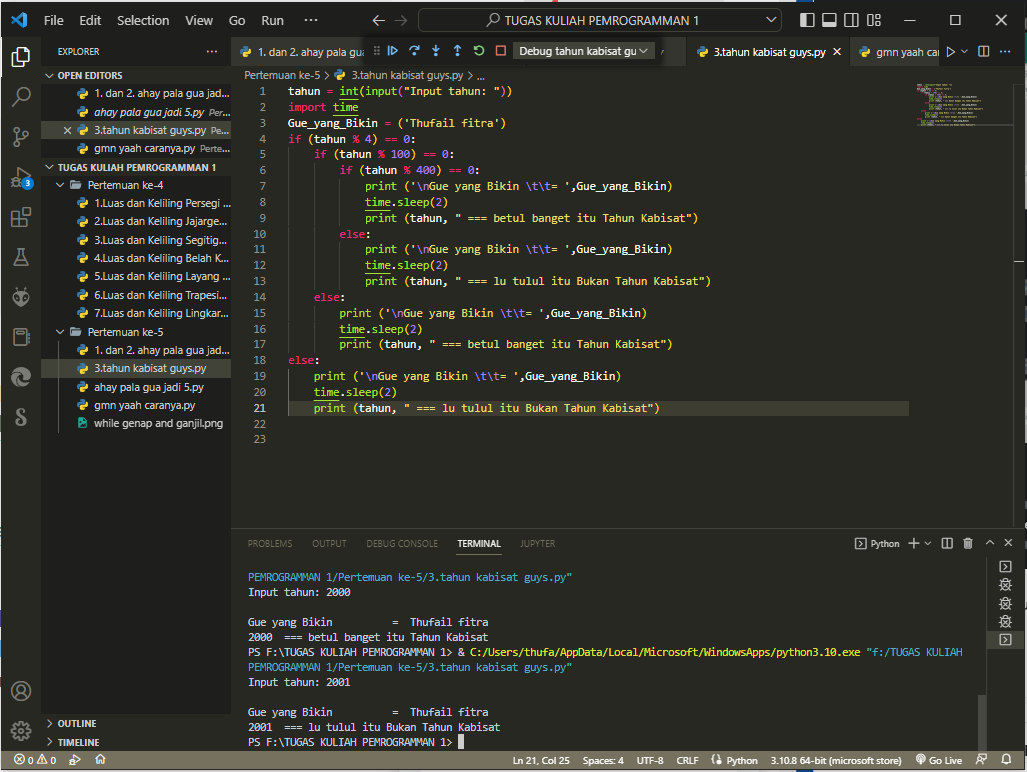 File Edit Selection View Go Run ··· TUGAS KULIAH PEMROGRAMMAN 1
EXPLORER ···
OPEN EDITORS
1. dan 2. ahay pala gua jad...
ahay pala gua jadi 5.py Per...
3.tahun kabisat guys.py Pe...
gmn yaah caranya.py Perte...
TUGAS KULIAH PEMROGRAMMAN 1
Pertemuan ke-4
1.Luas dan Keliling Persegi ...
2.Luas dan Keliling Jajarge...
3.Luas dan Keliling Segitig...
4.Luas dan Keliling Belah K...
5.Luas dan Keliling Layang ...
6.Luas dan Keliling Trapesi...
7.Luas dan Keliling Lingkar...
Pertemuan ke-5
1. dan 2. ahay pala gua jad...
3.tahun kabisat guys.py
ahay pala gua jadi 5.py
gmn yaah caranya.py
while genap and ganjil.png
OUTLINE
TIMELINE
3
1. dan 2. ahay pala gua Debug tahun kabisat gu 3.tahun kabisat guys.py gmn yaah ca ···
Pertemuan ke-5 > 3.tahun kabisat guys.py > ...
1 tahun = int(input("Input tahun: "))
2 import time
3 Gue_yang_Bikin = ('Thufail fitra')
4 if (tahun % 4) == 0:
5 if (tahun % 100) == 0:
6 if (tahun % 400) == 0:
7 print ('\nGue yang Bikin \t\t= ',Gue_yang_Bikin)
8 time.sleep(2)
9 print (tahun, " === betul banget itu Tahun Kabisat")
10 else:
11 print ('\nGue yang Bikin \t\t= ',Gue_yang_Bikin)
12 time.sleep(2)
13 print (tahun, " === lu tulul itu Bukan Tahun Kabisat")
14 else:
15 print ('\nGue yang Bikin \t\t= ',Gue_yang_Bikin)
16 time.sleep(2)
17 print (tahun, " === betul banget itu Tahun Kabisat")
18 else:
19 print ('\nGue yang Bikin \t\t= ',Gue_yang_Bikin)
20 time.sleep(2)
21 print (tahun, " === lu tulul itu Bukan Tahun Kabisat")
22
23
PROBLEMS OUTPUT DEBUG CONSOLE TERMINAL JUPYTER Python
PEMROGRAMMAN 1/Pertemuan ke-5/3.tahun kabisat guys.py"
Input tahun: 2000
Gue yang Bikin = Thufail fitra
2000 === betul banget itu Tahun Kabisat
PS F:\TUGAS KULIAH PEMROGRAMMAN 1> & C:/Users/thufa/AppData/Local/Microsoft/WindowsApps/python3.10.exe "f:/TUGAS KULIAH
PEMROGRAMMAN 1/Pertemuan ke-5/3.tahun kabisat guys.py"
Input tahun: 2001
Gue yang Bikin = Thufail fitra
2001 === lu tulul itu Bukan Tahun Kabisat
PS F:\TUGAS KULIAH PEMROGRAMMAN 1>
0 0 Ln 21, Col 25 Spaces: 4 UTF-8 CRLF Python 3.10.8 64-bit (microsoft store) Go Live